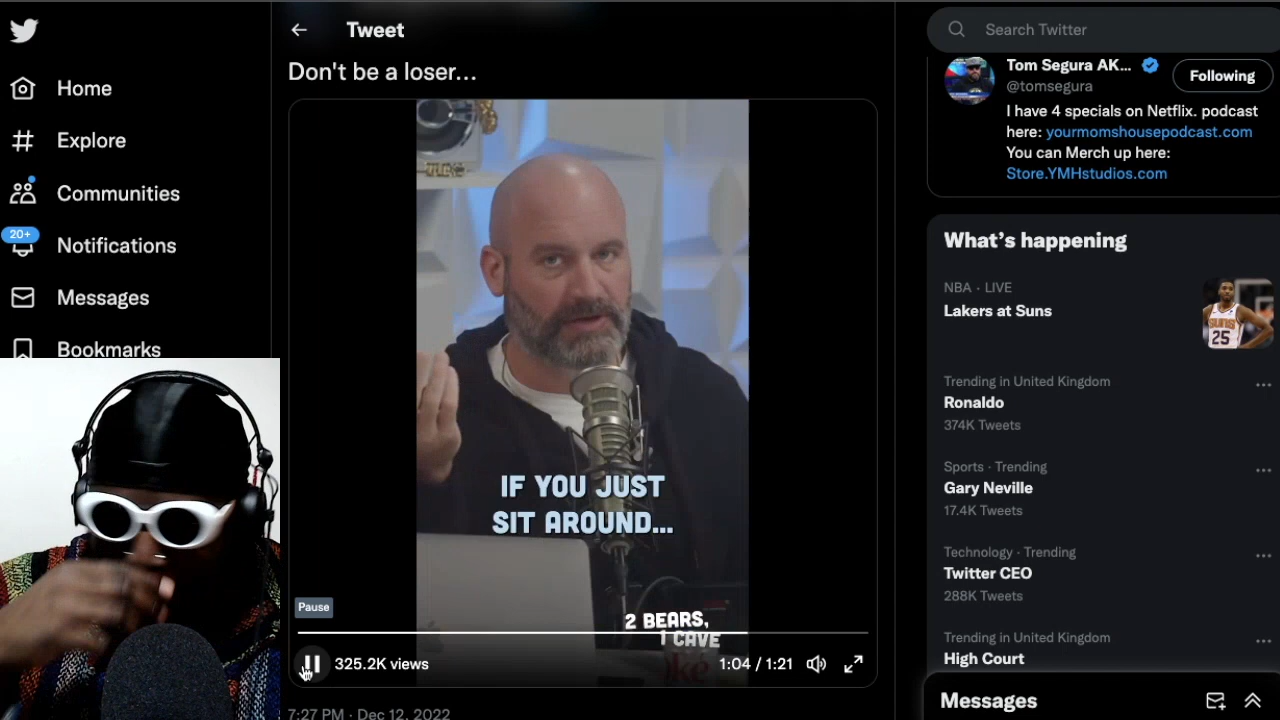 Home
Explore
Communities
20+
Notifications
Messages
Bookmarks
Tweet
Don't be a loser...
IF YOU JUST
SIT AROUND...
2 BEARS,
1 CAVE
Pause
325.2K views
1:04 / 1:21
7:27 PM · Dec 12, 2022
Search Twitter
Tom Segura AK...
@tomsegura
Following
I have 4 specials on Netflix. podcast
here: yourmomshousepodcast.com
You can Merch up here:
Store.YMHstudios.com
What's happening
NBA · LIVE
Lakers at Suns
SUNS
25
Trending in United Kingdom
Ronaldo
374K Tweets
Sports · Trending
Gary Neville
17.4K Tweets
Technology · Trending
Twitter CEO
288K Tweets
Trending in United Kingdom
High Court
Messages